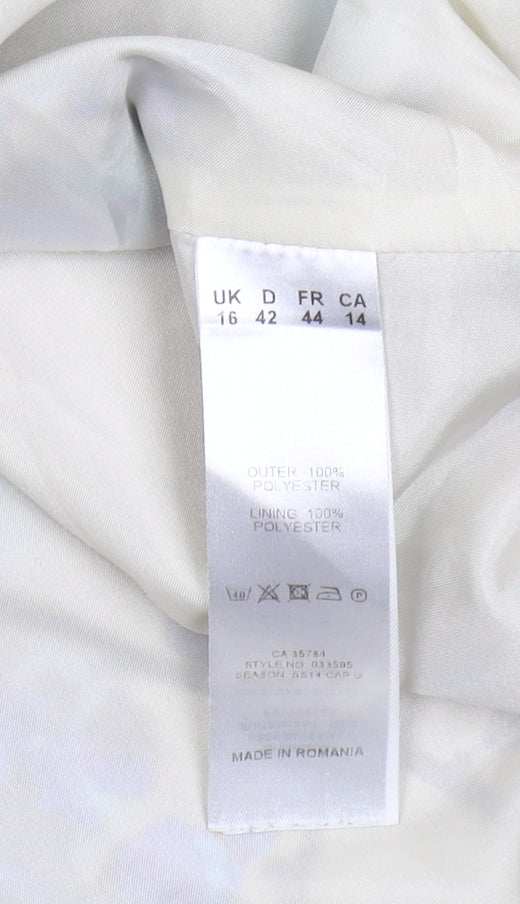 UK D FR CA
16 42 44 14
OUTER 100%
POLYESTER
LINING 100%
POLYESTER
40 P
CA 35784
STYLE NO. 033595
SEASON SS14 CAP
MADE IN ROMANIA